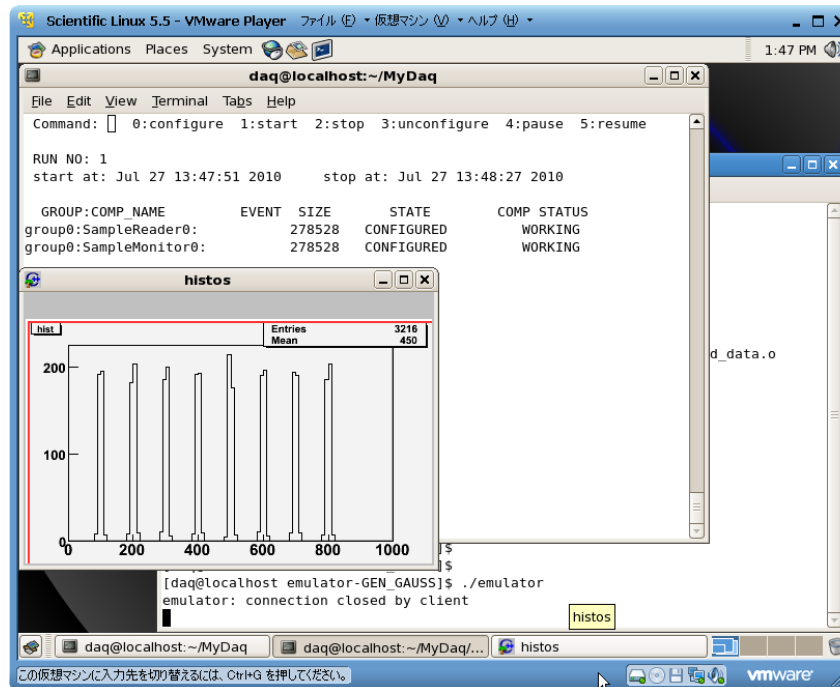 Scientific Linux 5.5 - VMware Player ファイル (F) 仮想マシン (V) ヘルプ (H)
Applications Places System 1:47 PM
daq@localhost:~/MyDaq
File Edit View Terminal Tabs Help
Command: 0:configure 1:start 2:stop 3:unconfigure 4:pause 5:resume
RUN NO: 1
start at: Jul 27 13:47:51 2010 stop at: Jul 27 13:48:27 2010
GROUP:COMP_NAME EVENT SIZE STATE COMP STATUS
group0:SampleReader0: 278528 CONFIGURED WORKING
group0:SampleMonitor0: 278528 CONFIGURED WORKING
histos
hist
Entries 3216
Mean 450
200
100
0
0 200 400 600 800 1000
d_data.o
]$
]$
[daq@localhost emulator-GEN_GAUSS]$ ./emulator
emulator: connection closed by client
histos
daq@localhost:~/MyDaq daq@localhost:~/MyDaq/... histos
この仮想マシンに入力先を切り替えるには、Ctrl+G を押してください。
vmware